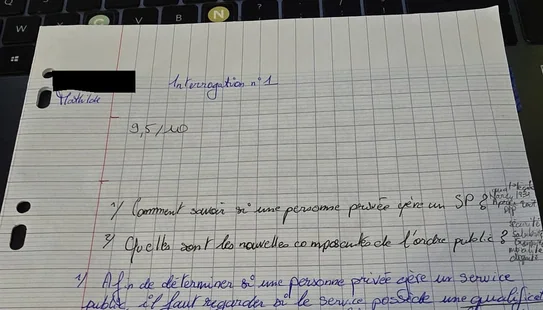 W X C V B N ?
Interrogation n°1
Mathilde
9,5/10
1/ Comment savoir si une personne privée gère un SP ?
2/ Quelles sont les nouvelles composantes de l'ordre public ?
1/ Afin de déterminer si une personne privée gère un service
public, il faut regarder si le service possède une qualificat